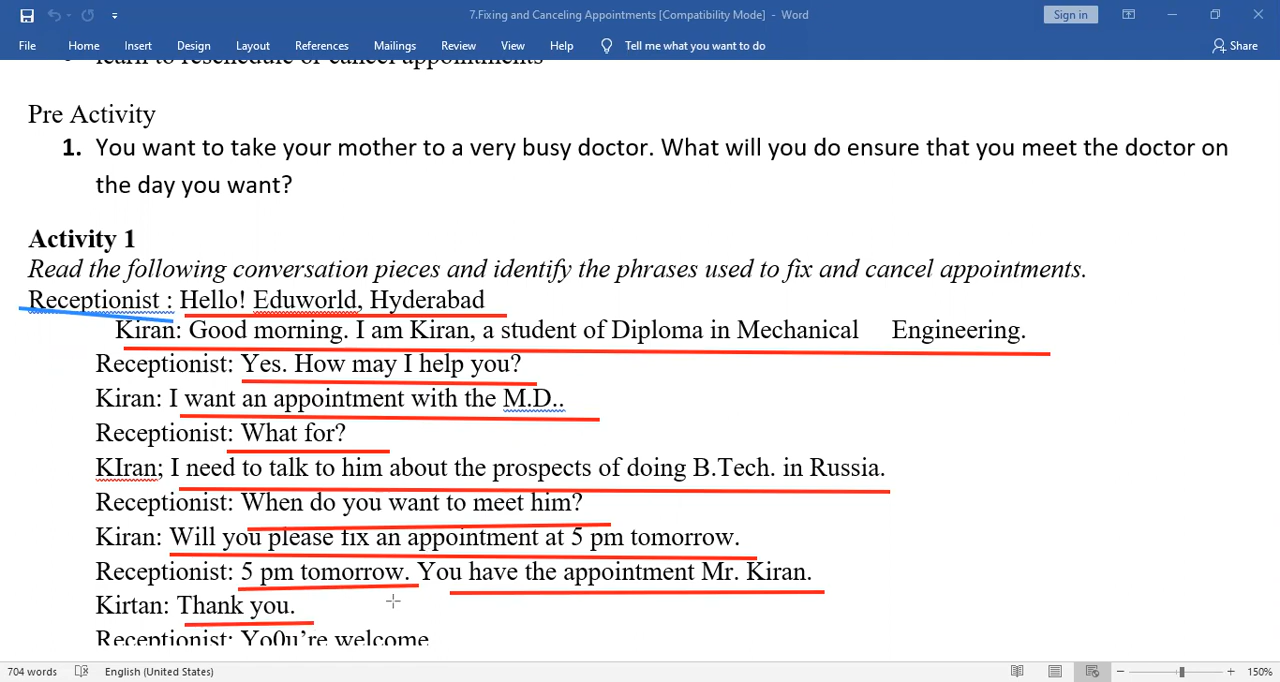 7.Fixing and Canceling Appointments [Compatibility Mode] - Word
Sign in
File Home Insert Design Layout References Mailings Review View Help Tell me what you want to do Share
learn to reschedule or cancel appointments
Pre Activity
1. You want to take your mother to a very busy doctor. What will you do ensure that you meet the doctor on
the day you want?
Activity 1
Read the following conversation pieces and identify the phrases used to fix and cancel appointments.
Receptionist : Hello! Eduworld, Hyderabad
Kiran: Good morning. I am Kiran, a student of Diploma in Mechanical Engineering.
Receptionist: Yes. How may I help you?
Kiran: I want an appointment with the M.D..
Receptionist: What for?
KIran; I need to talk to him about the prospects of doing B.Tech. in Russia.
Receptionist: When do you want to meet him?
Kiran: Will you please fix an appointment at 5 pm tomorrow.
Receptionist: 5 pm tomorrow. You have the appointment Mr. Kiran.
Kirtan: Thank you.
Receptionist: Yo0u’re welcome
704 words English (United States) 150%